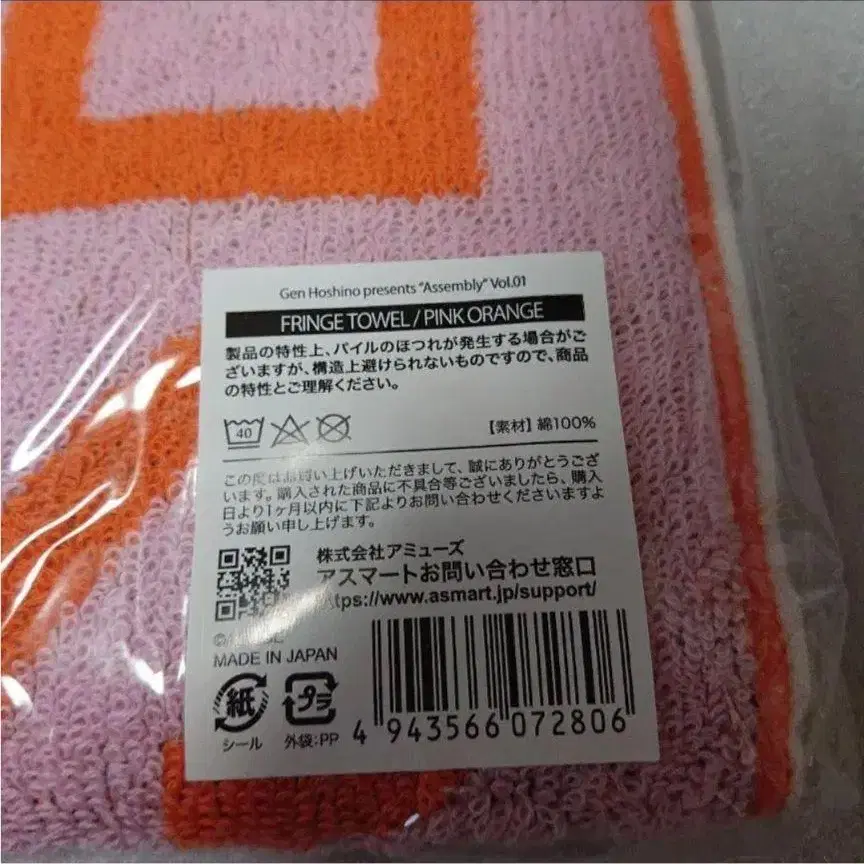 Gen Hoshino presents "Assembly" Vol.01
FRINGE TOWEL / PINK ORANGE
製品の特性上、パイルのほつれが発生する場合がご
ざいますが、構造上避けられないものですので、商品
の特性とご理解ください。
40
【素材】綿100%
この度はお買い上げいただきまして、誠にありがとうござ
います。購入された商品に不具合等ございましたら、購入
日より1ヶ月以内に下記よりお問い合わせくださいますよ
うお願い申し上げます。
株式会社アミューズ
アスマートお問い合わせ窓口
https://www.asmart.jp/support/
MADE IN JAPAN
紙 プラ
シール 外袋:PP
4 943566 072806